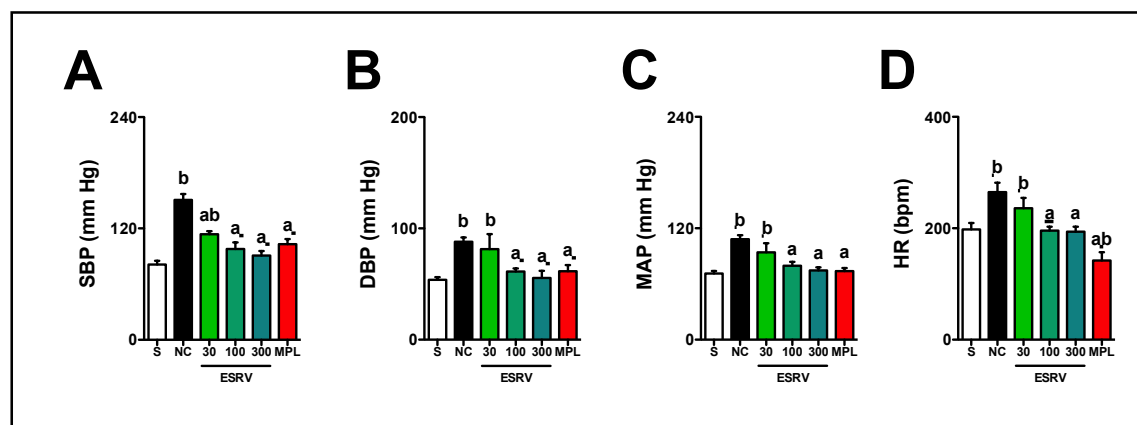 A
SBP (mm Hg)
240
120
0
b
ab
a
a
a
S NC 30 100 300 MPL
ESRV
B
DBP (mm Hg)
200
100
0
b
b
a
a
a
S NC 30 100 300 MPL
ESRV
C
MAP (mm Hg)
240
120
0
b
b
a
a
a
S NC 30 100 300 MPL
ESRV
D
HR (bpm)
400
200
0
b
b
a
a
ab
S NC 30 100 300 MPL
ESRV